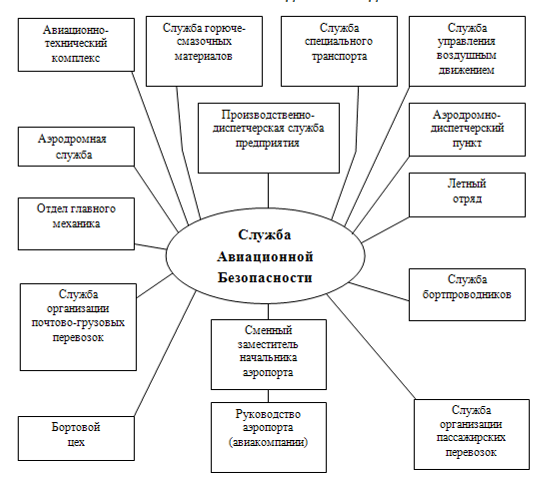 Авиационно-
технический
комплекс
Служба горюче-
смазочных
материалов
Служба
специального
транспорта
Служба
управления
воздушным
движением
Производственно-
диспетчерская служба
предприятия
Аэродромно-
диспетчерский
пункт
Аэродромная
служба
Летный
отряд
Отдел главного
механика
Служба
Авиационной
Безопасности
Служба
бортпроводников
Служба
организации
почтово-грузовых
перевозок
Сменный
заместитель
начальника
аэропорта
Бортовой
цех
Руководство
аэропорта
(авиакомпании)
Служба
организации
пассажирских
перевозок